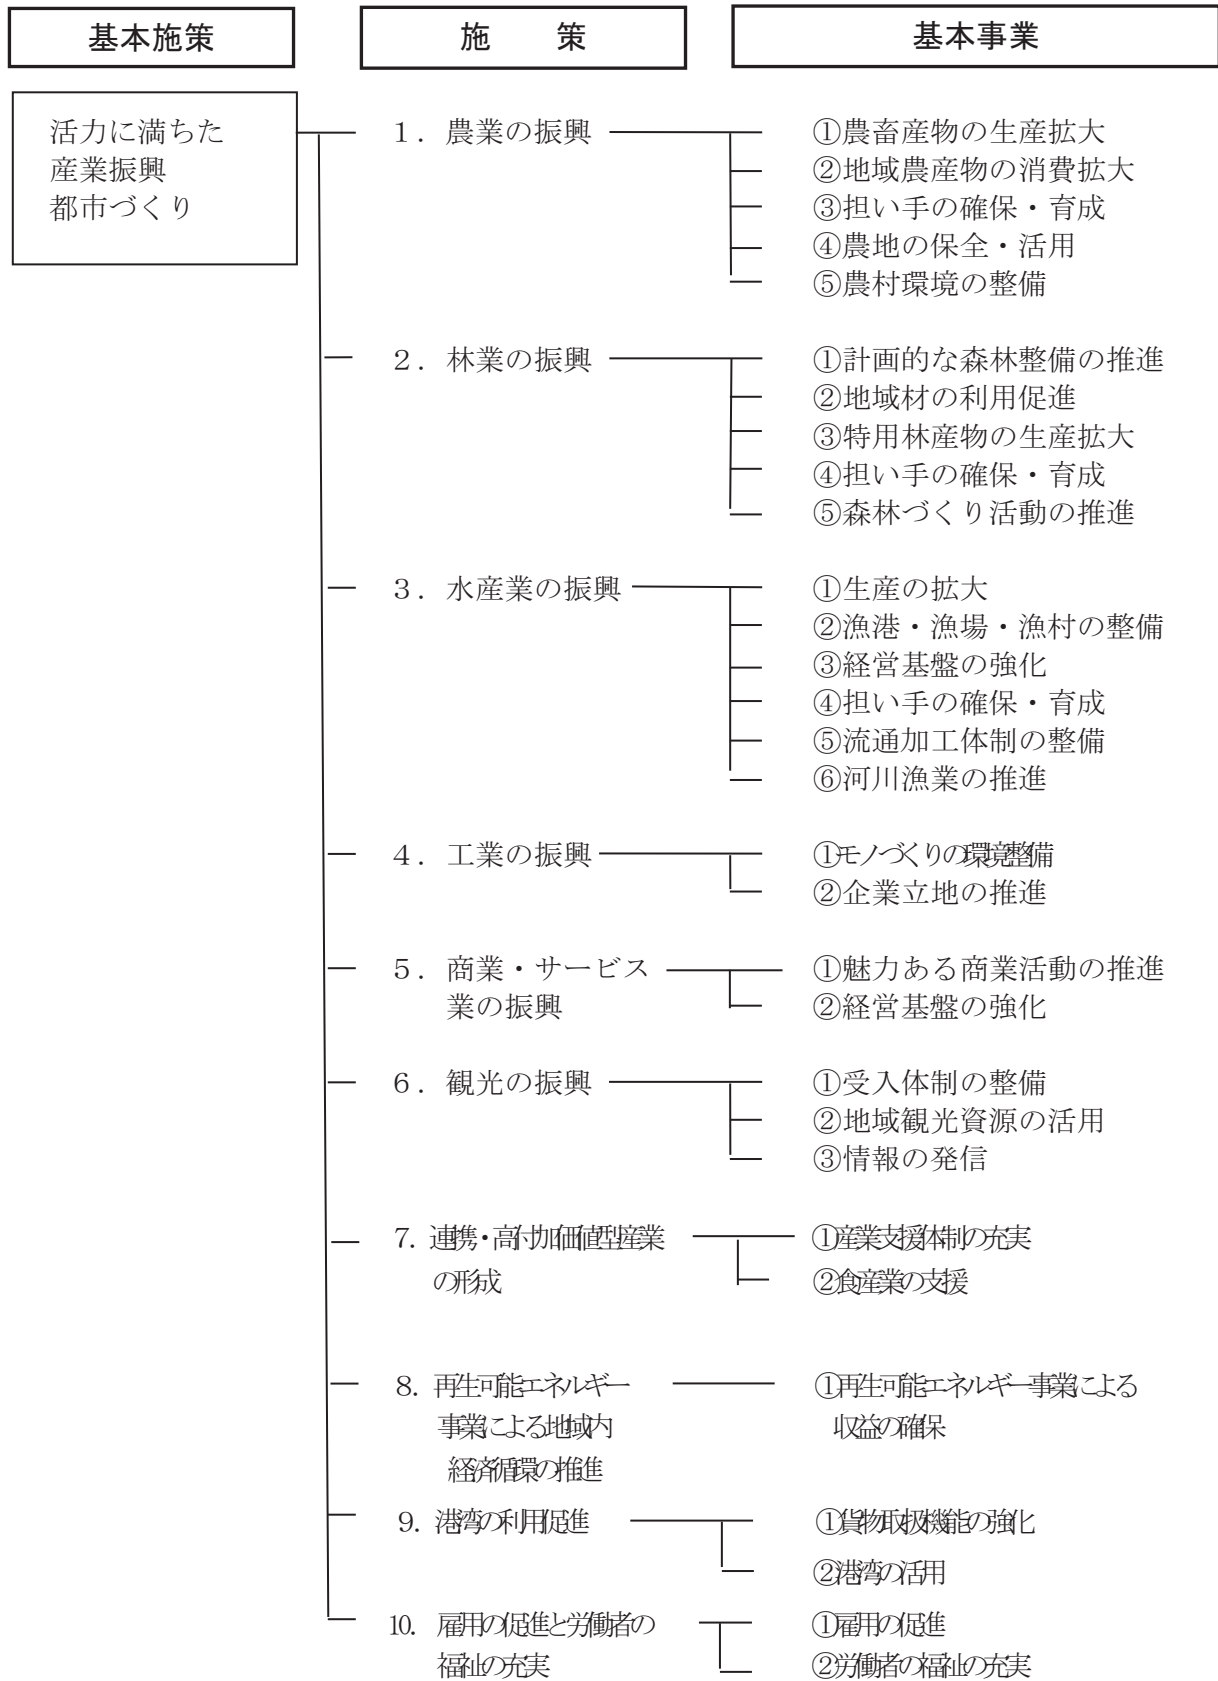 基本施策
施　　策
基本事業
活力に満ちた
産業振興
都市づくり
１．農業の振興
①農畜産物の生産拡大
②地域農産物の消費拡大
③担い手の確保・育成
④農地の保全・活用
⑤農村環境の整備
２．林業の振興
①計画的な森林整備の推進
②地域材の利用促進
③特用林産物の生産拡大
④担い手の確保・育成
⑤森林づくり活動の推進
３．水産業の振興
①生産の拡大
②漁港・漁場・漁村の整備
③経営基盤の強化
④担い手の確保・育成
⑤流通加工体制の整備
⑥河川漁業の推進
４．工業の振興
①モノづくりの環境整備
②企業立地の推進
５．商業・サービス
業の振興
①魅力ある商業活動の推進
②経営基盤の強化
６．観光の振興
①受入体制の整備
②地域観光資源の活用
③情報の発信
7. 連携・高付加価値型産業
の形成
①産業支援体制の充実
②食産業の支援
8. 再生可能エネルギー
事業による地域内
経済循環の推進
①再生可能エネルギー事業による
収益の確保
9. 港湾の利用促進
①貨物取扱機能の強化
②港湾の活用
10. 雇用の促進と労働者の
福祉の充実
①雇用の促進
②労働者の福祉の充実